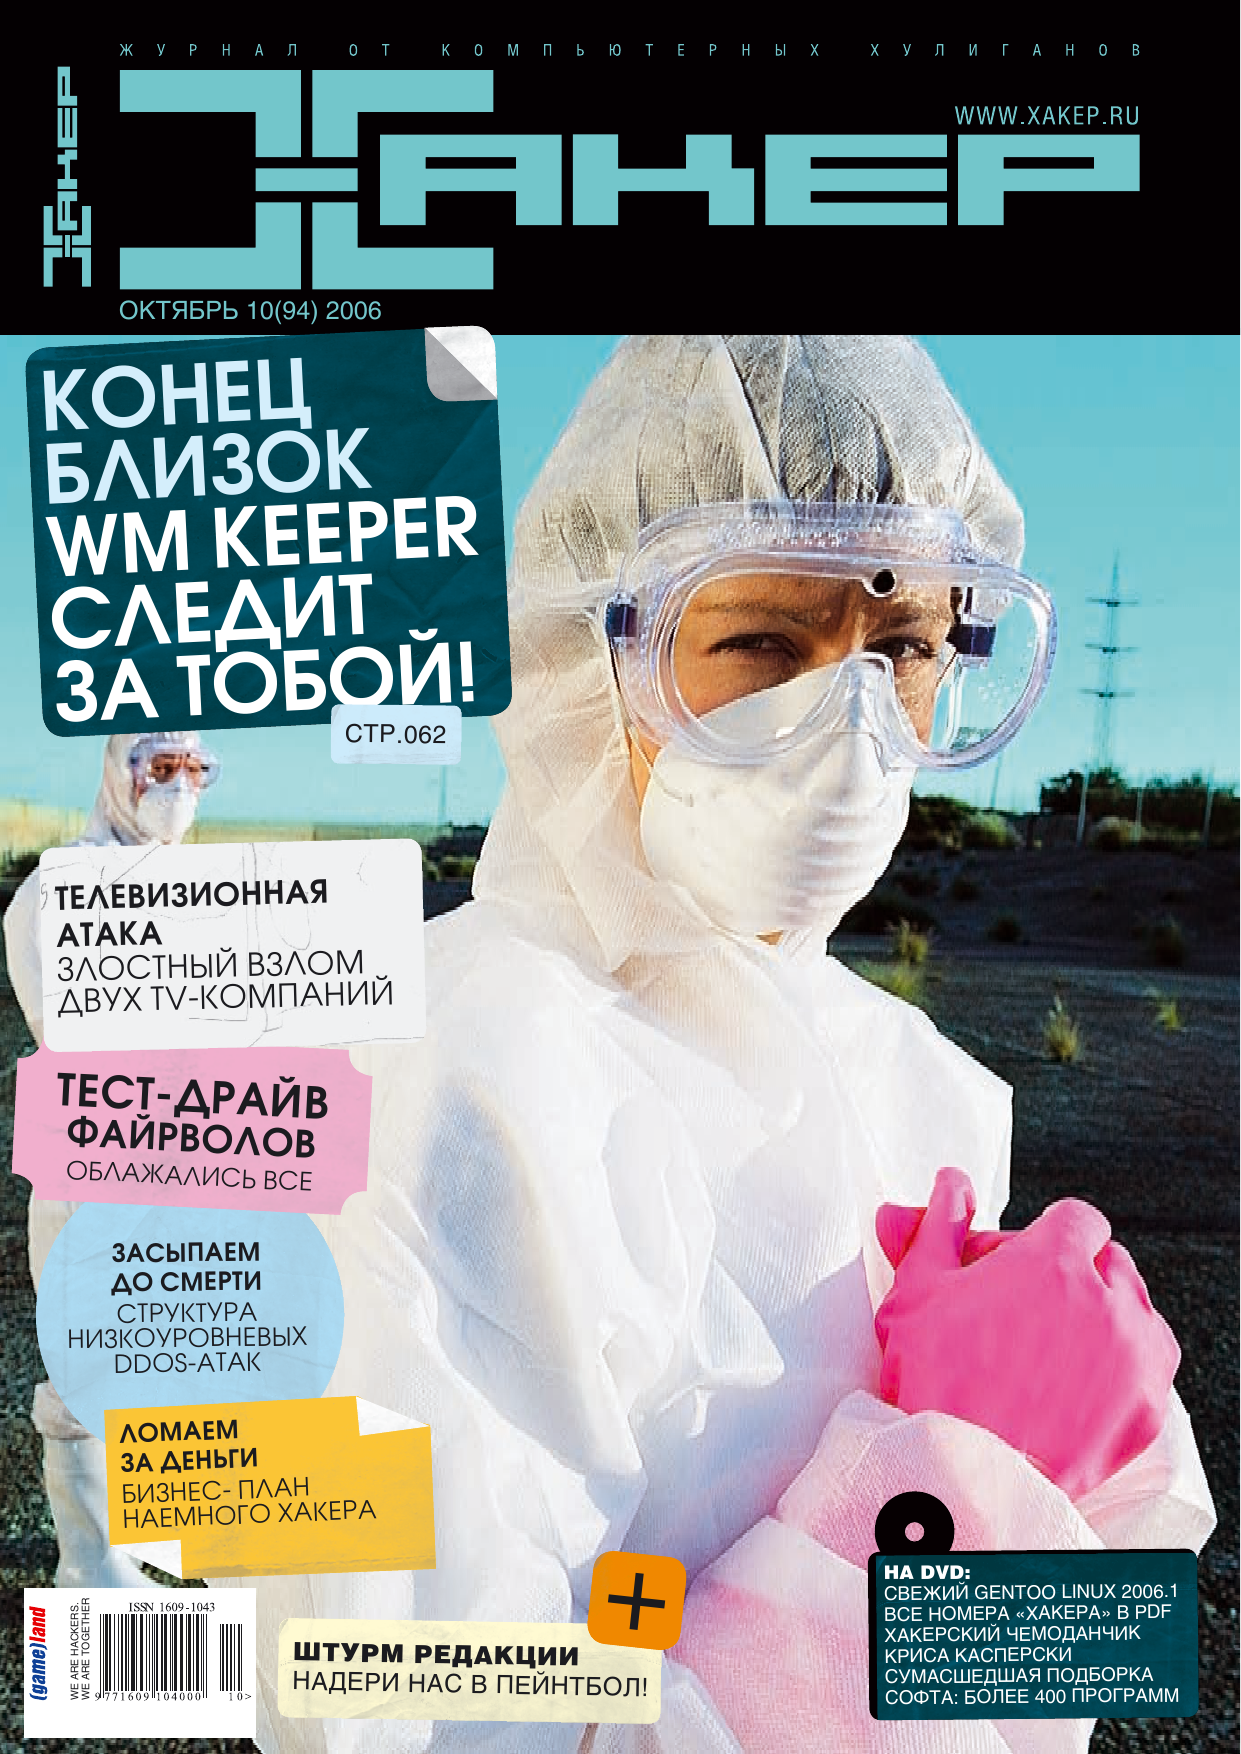 ЖУРНАЛ ОТ КОМПЬЮТЕРНЫХ ХУЛИГАНОВ
ХАКЕР
WWW.XAKEP.RU
ХАКЕР
ОКТЯБРЬ 10(94) 2006
КОНЕЦ
БЛИЗОК
WM KEEPER
СЛЕДИТ
ЗА ТОБОЙ!
СТР.062
ТЕЛЕВИЗИОННАЯ
АТАКА
ЗЛОСТНЫЙ ВЗЛОМ
ДВУХ TV-КОМПАНИЙ
ТЕСТ-ДРАЙВ
ФАЙРВОЛОВ
ОБЛАЖАЛИСЬ ВСЕ
ЗАСЫПАЕМ
ДО СМЕРТИ
СТРУКТУРА
НИЗКОУРОВНЕВЫХ
DDOS-АТАК
ЛОМАЕМ
ЗА ДЕНЬГИ
БИЗНЕС- ПЛАН
НАЕМНОГО ХАКЕРА
(game)land
WE ARE HACKERS.
WE ARE TOGETHER
ISSN 1609-1043
9 771609 104000 10>
+
ШТУРМ РЕДАКЦИИ
НАДЕРИ НАС В ПЕЙНТБОЛ!
НА DVD:
СВЕЖИЙ GENTOO LINUX 2006.1
ВСЕ НОМЕРА «ХАКЕРА» В PDF
ХАКЕРСКИЙ ЧЕМОДАНЧИК
КРИСА КАСПЕРСКИ
СУМАСШЕДШАЯ ПОДБОРКА
СОФТА: БОЛЕЕ 400 ПРОГРАММ